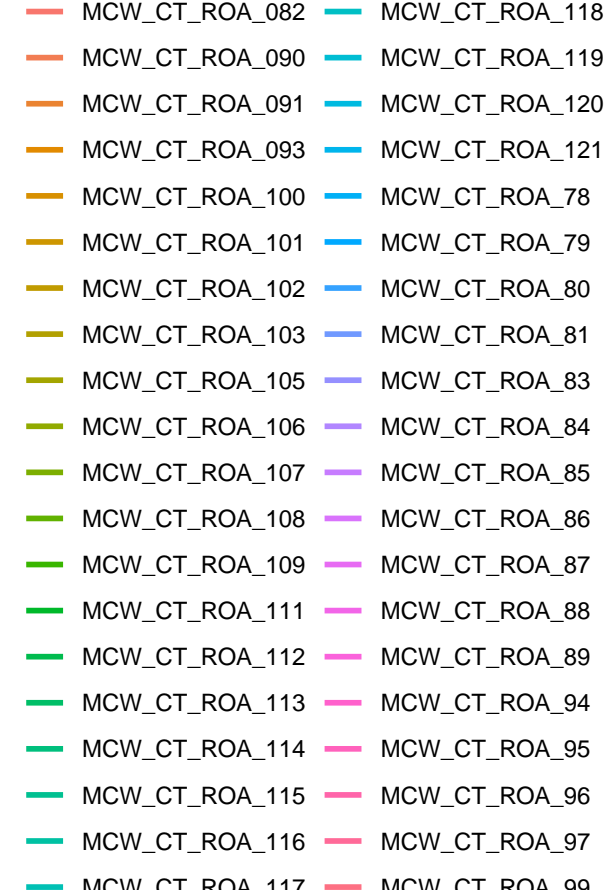 MCW_CT_ROA_082 MCW_CT_ROA_118
MCW_CT_ROA_090 MCW_CT_ROA_119
MCW_CT_ROA_091 MCW_CT_ROA_120
MCW_CT_ROA_093 MCW_CT_ROA_121
MCW_CT_ROA_100 MCW_CT_ROA_78
MCW_CT_ROA_101 MCW_CT_ROA_79
MCW_CT_ROA_102 MCW_CT_ROA_80
MCW_CT_ROA_103 MCW_CT_ROA_81
MCW_CT_ROA_105 MCW_CT_ROA_83
MCW_CT_ROA_106 MCW_CT_ROA_84
MCW_CT_ROA_107 MCW_CT_ROA_85
MCW_CT_ROA_108 MCW_CT_ROA_86
MCW_CT_ROA_109 MCW_CT_ROA_87
MCW_CT_ROA_111 MCW_CT_ROA_88
MCW_CT_ROA_112 MCW_CT_ROA_89
MCW_CT_ROA_113 MCW_CT_ROA_94
MCW_CT_ROA_114 MCW_CT_ROA_95
MCW_CT_ROA_115 MCW_CT_ROA_96
MCW_CT_ROA_116 MCW_CT_ROA_97
MCW_CT_ROA_117 MCW_CT_ROA_99